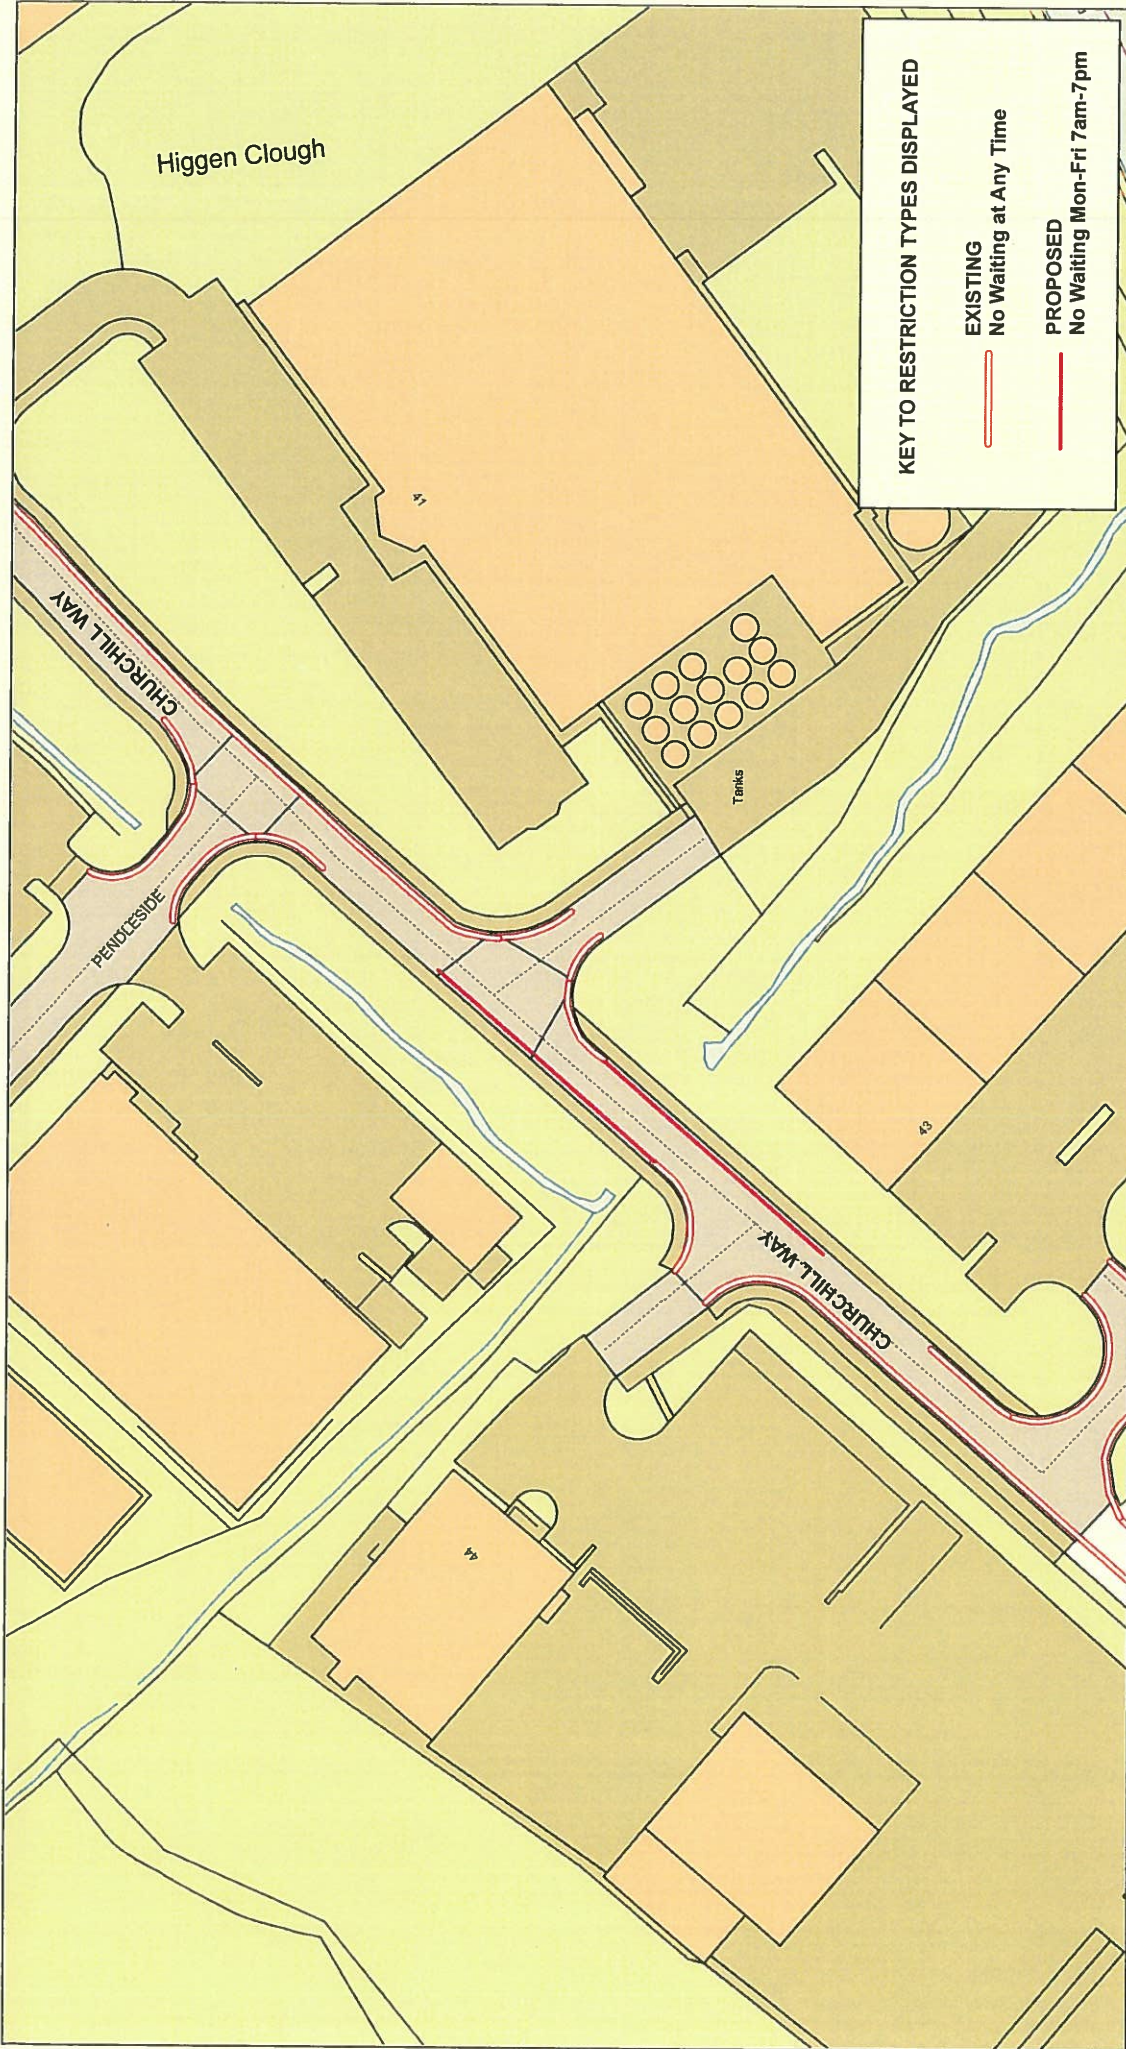 Higgen Clough
CHURCHILL WAY
PENDLESIDE
41
Tanks
CHURCHILL WAY
43
44
KEY TO RESTRICTION TYPES DISPLAYED
EXISTING
No Waiting at Any Time
PROPOSED
No Waiting Mon-Fri 7am-7pm